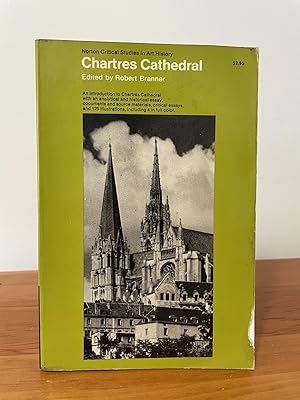 Norton Critical Studies in Art History
Chartres Cathedral
$2.95
Edited by Robert Branner
An introduction to Chartres Cathedral
with an analytical and historical essay,
documents and source materials, critical essays,
and 125 illustrations, including 4 in full color.